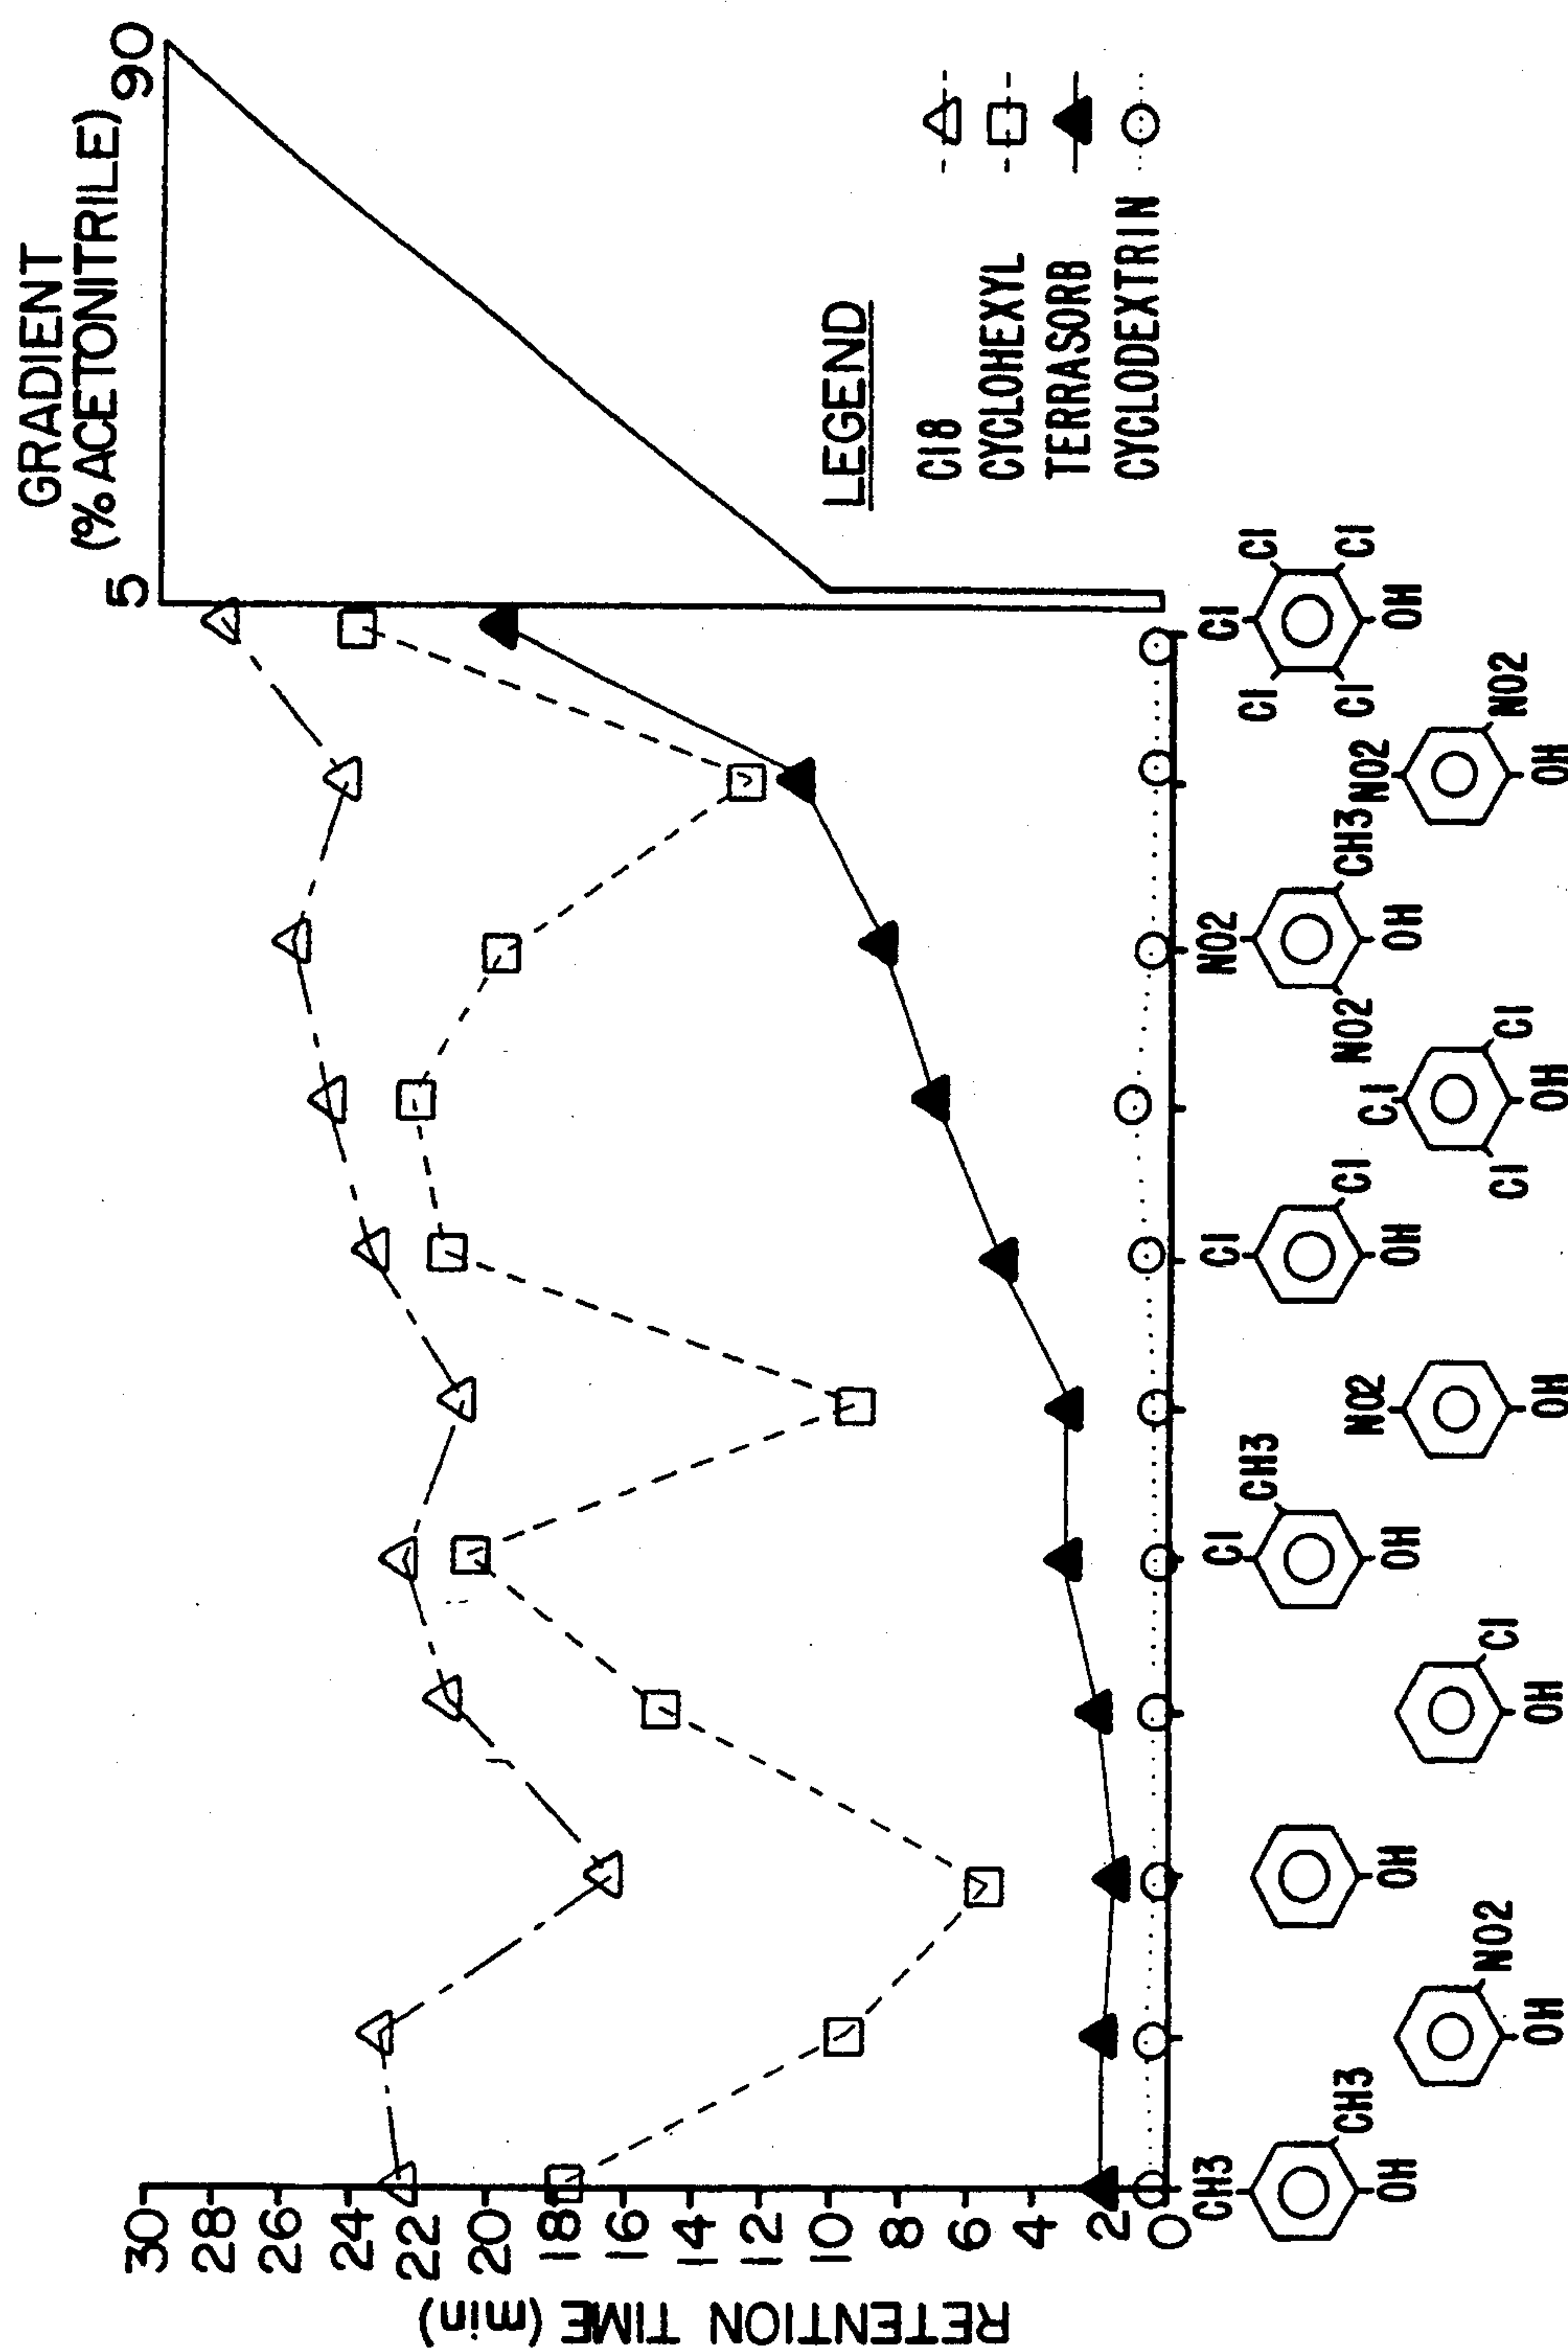 GRADIENT
(% ACETONITRILE)
5
90
30
28
26
24
22
20
18
16
14
12
10
8
6
4
2
0
RETENTION TIME (min)
LEGEND
C18
CYCLOHEXYL
TERRASORB
CYCLODEXTRIN
CH3
CH3
OH
NO2
OH
OH
Cl
OH
Cl
CH3
OH
NO2
OH
Cl
Cl
OH
Cl
Cl
Cl
OH
NO2
NO2
CH3
OH
NO2
NO2
OH
Cl
Cl
Cl
Cl
Cl
OH